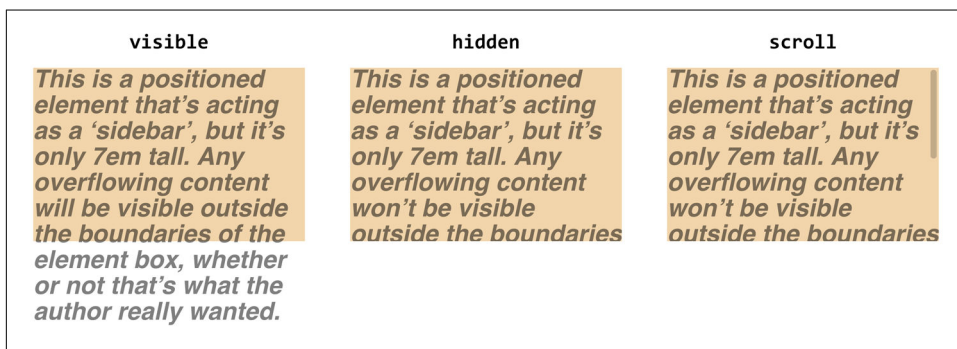 visible
This is a positioned
element that’s acting
as a ‘sidebar’, but it’s
only 7em tall. Any
overflowing content
will be visible outside
the boundaries of the
element box, whether
or not that’s what the
author really wanted.
hidden
This is a positioned
element that’s acting
as a ‘sidebar’, but it’s
only 7em tall. Any
overflowing content
won’t be visible
outside the boundaries
scroll
This is a positioned
element that’s acting
as a ‘sidebar’, but it’s
only 7em tall. Any
overflowing content
won’t be visible
outside the boundaries